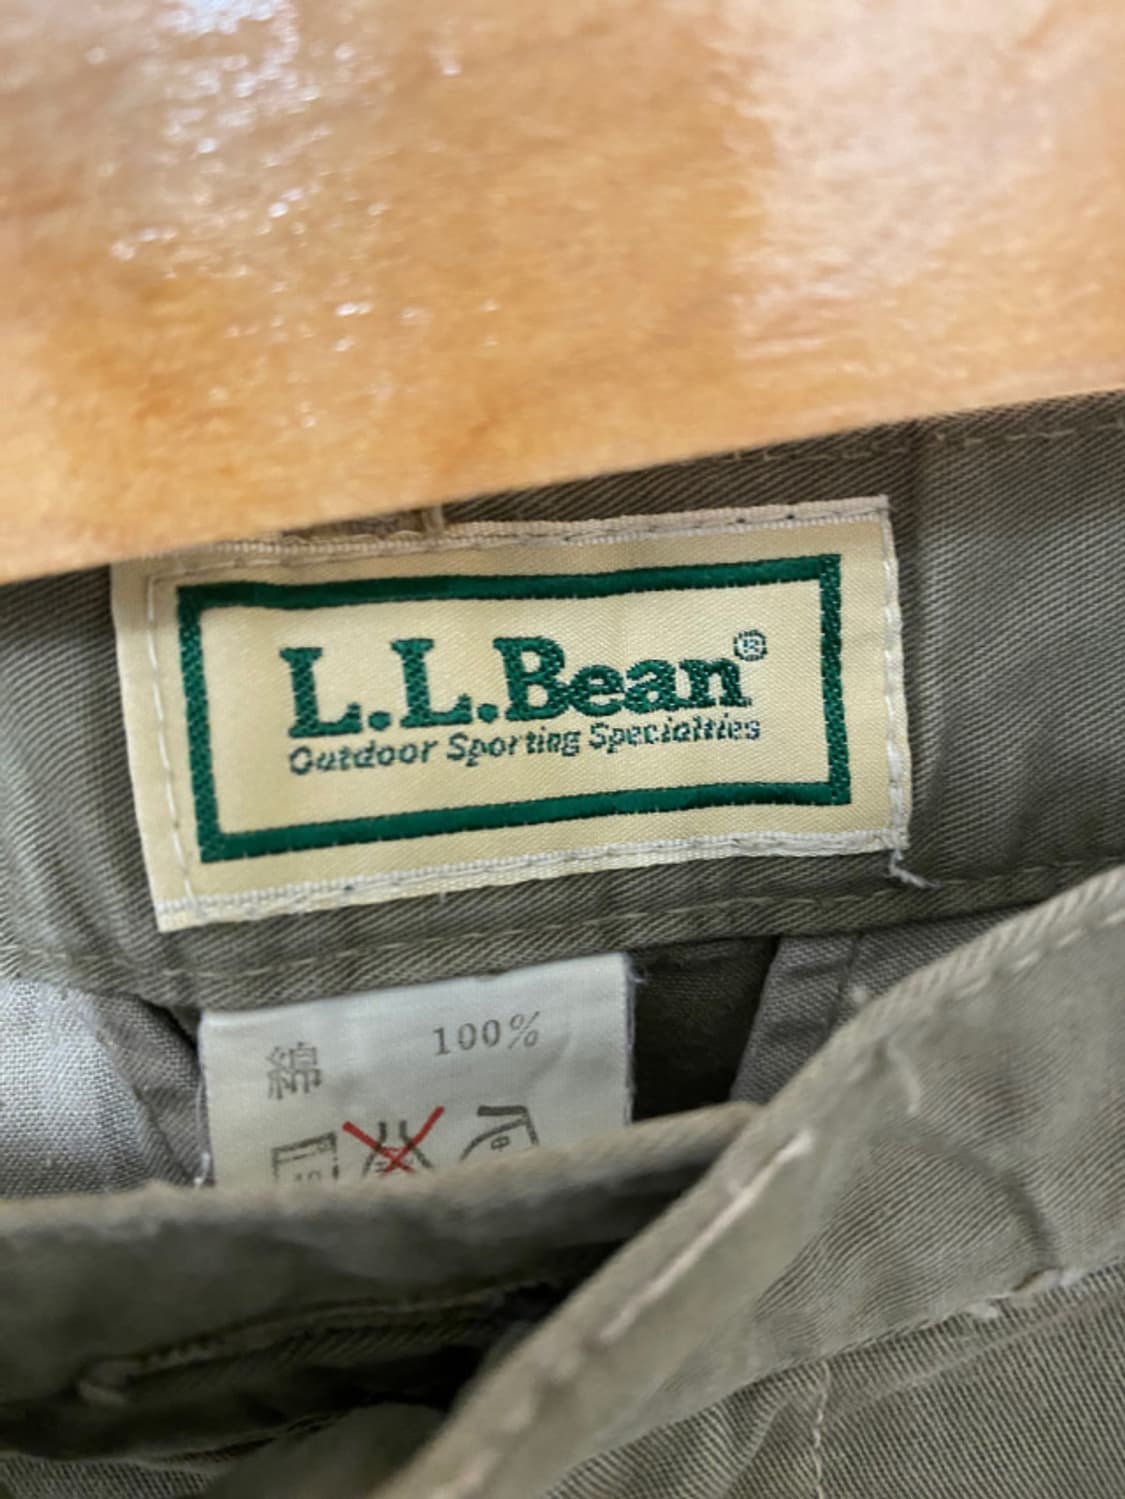 L.L.Bean®
Outdoor Sporting Specialties
綿 100%